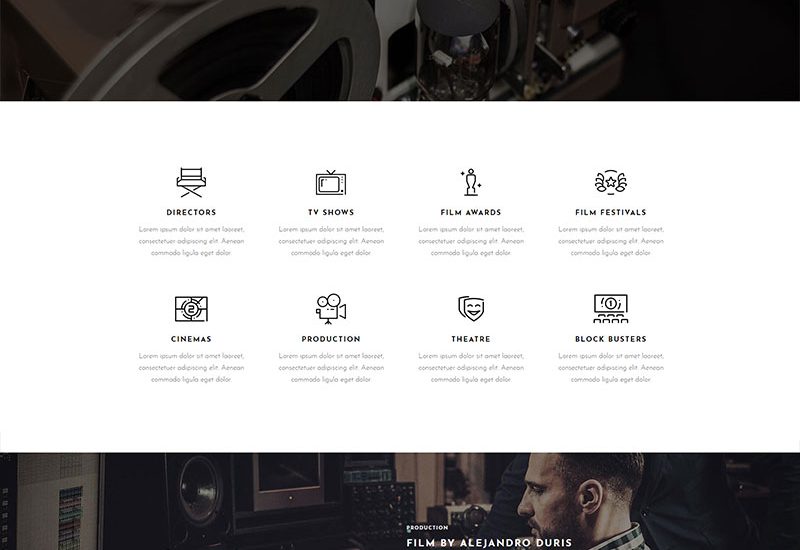 DIRECTORS
Lorem ipsum dolor sit amet laoreet,
consectetuer adipiscing elit. Aenean
commodo ligula eget dolor
TV SHOWS
Lorem ipsum dolor sit amet laoreet,
consectetuer adipiscing elit. Aenean
commodo ligula eget dolor
FILM AWARDS
Lorem ipsum dolor sit amet laoreet,
consectetuer adipiscing elit. Aenean
commodo ligula eget dolor
FILM FESTIVALS
Lorem ipsum dolor sit amet laoreet,
consectetuer adipiscing elit. Aenean
commodo ligula eget dolor
2
CINEMAS
Lorem ipsum dolor sit amet laoreet,
consectetuer adipiscing elit. Aenean
commodo ligula eget dolor
PRODUCTION
Lorem ipsum dolor sit amet laoreet,
consectetuer adipiscing elit. Aenean
commodo ligula eget dolor
THEATRE
Lorem ipsum dolor sit amet laoreet,
consectetuer adipiscing elit. Aenean
commodo ligula eget dolor
1
BLOCK BUSTERS
Lorem ipsum dolor sit amet laoreet,
consectetuer adipiscing elit. Aenean
commodo ligula eget dolor
PRODUCTION
FILM BY ALEJANDRO DURIS